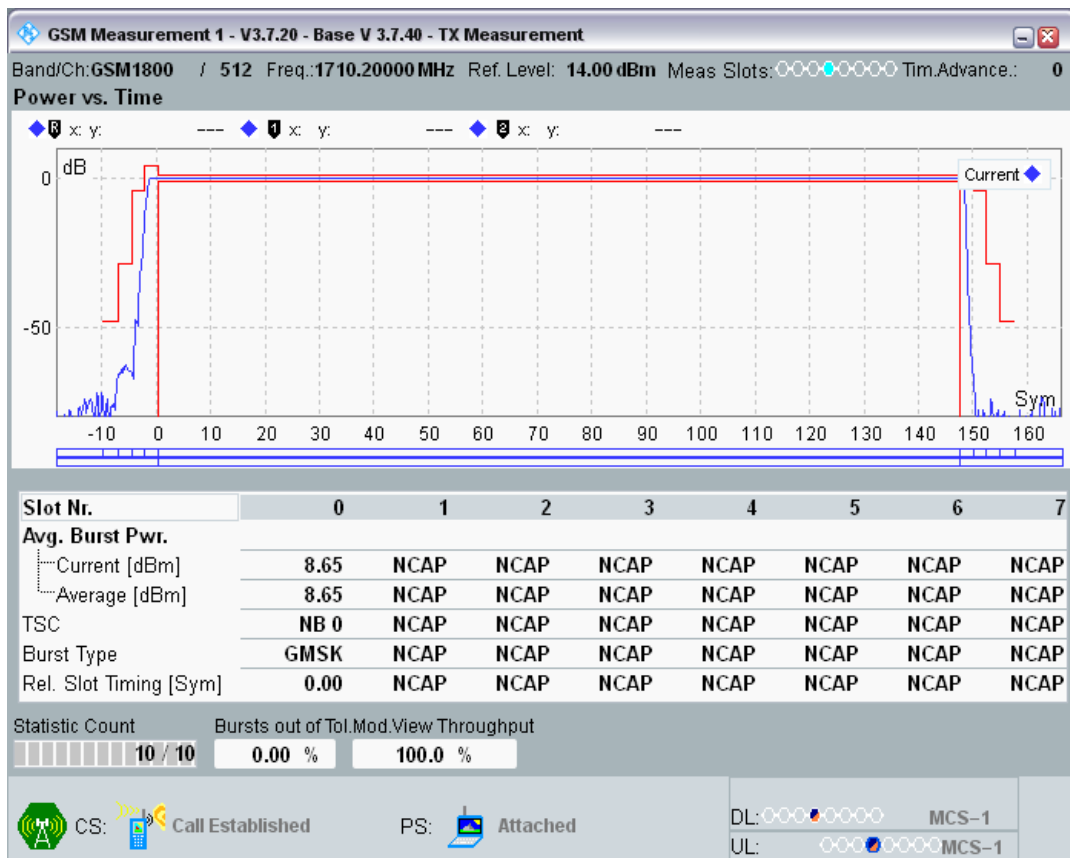 GSM Measurement 1 - V3.7.20 - Base V 3.7.40 - TX Measurement
Band/Ch:GSM1800 / 512 Freq.:1710.20000 MHz Ref. Level: 14.00 dBm Meas Slots: Tim.Advance.: 0
Power vs. Time
R x: y: --- 1 x: y: --- 2 x: y: ---
dB
Current
0
-50
Sym
-10 0 10 20 30 40 50 60 70 80 90 100 110 120 130 140 150 160
Slot Nr. 0 1 2 3 4 5 6 7
Avg. Burst Pwr.
Current [dBm] 8.65 NCAP NCAP NCAP NCAP NCAP NCAP NCAP
Average [dBm] 8.65 NCAP NCAP NCAP NCAP NCAP NCAP NCAP
TSC NB 0 NCAP NCAP NCAP NCAP NCAP NCAP NCAP
Burst Type GMSK NCAP NCAP NCAP NCAP NCAP NCAP NCAP
Rel. Slot Timing [Sym] 0.00 NCAP NCAP NCAP NCAP NCAP NCAP NCAP
Statistic Count Bursts out of Tol.Mod.View Throughput
10 / 10 0.00 % 100.0 %
CS: Call Established PS: Attached
DL: MCS-1
UL: MCS-1